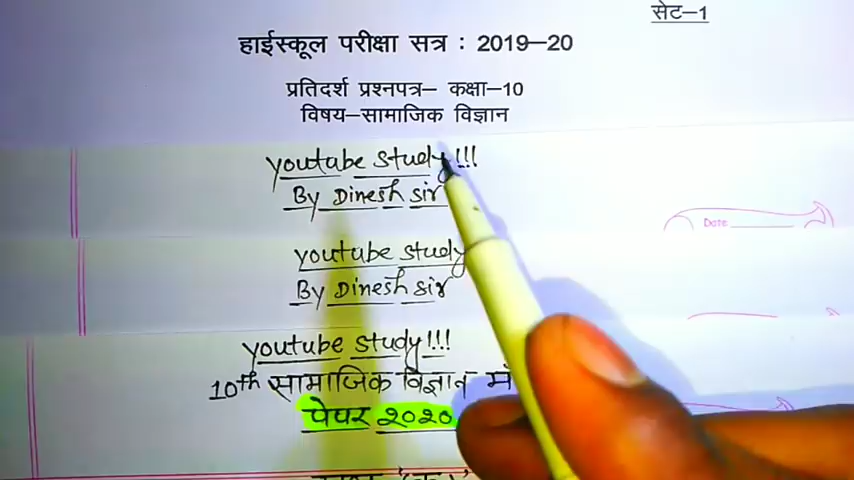 सेट–1
हाईस्कूल परीक्षा सत्र : 2019–20
प्रतिदर्श प्रश्नपत्र– कक्षा–10
विषय–सामाजिक विज्ञान
youtube study!!!
By Dinesh sir
Date
youtube study
By Dinesh sir
youtube study!!!
10th सामाजिक विज्ञान में
पेपर 2020